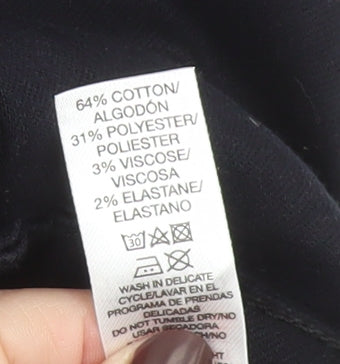 64% COTTON/
ALGODÓN
31% POLYESTER/
POLIESTER
3% VISCOSE/
VISCOSA
2% ELASTANE/
ELASTANO
30
WASH IN DELICATE
CYCLE/LAVAR EN EL
PROGRAMA DE PRENDAS
DELICADAS
DO NOT TUMBLE DRY/NO
USAR SECADORA